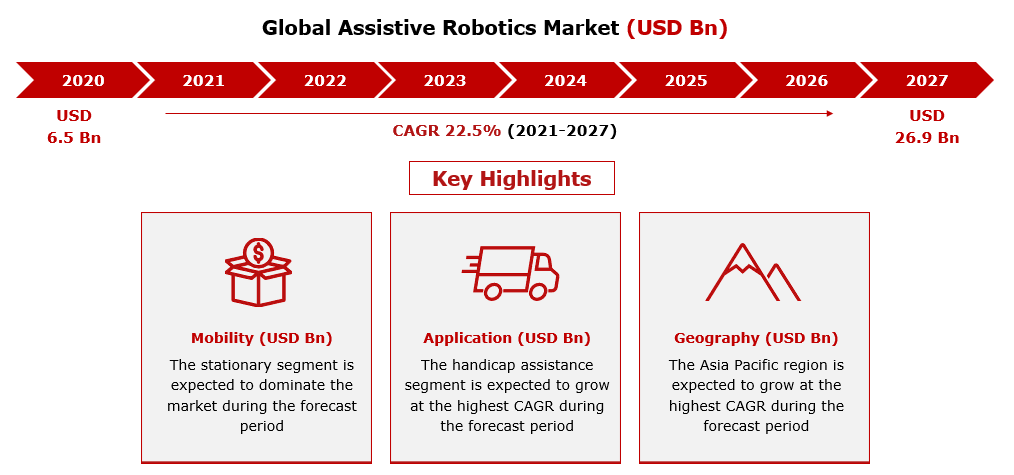 Global Assistive Robotics Market (USD Bn)
2020 2021 2022 2023 2024 2025 2026 2027
USD
6.5 Bn
CAGR 22.5% (2021-2027)
USD
26.9 Bn
Key Highlights
$
Mobility (USD Bn)
The stationary segment is
expected to dominate the
market during the forecast
period
Application (USD Bn)
The handicap assistance
segment is expected to grow
at the highest CAGR during
the forecast period
Geography (USD Bn)
The Asia Pacific region is
expected to grow at the
highest CAGR during the
forecast period